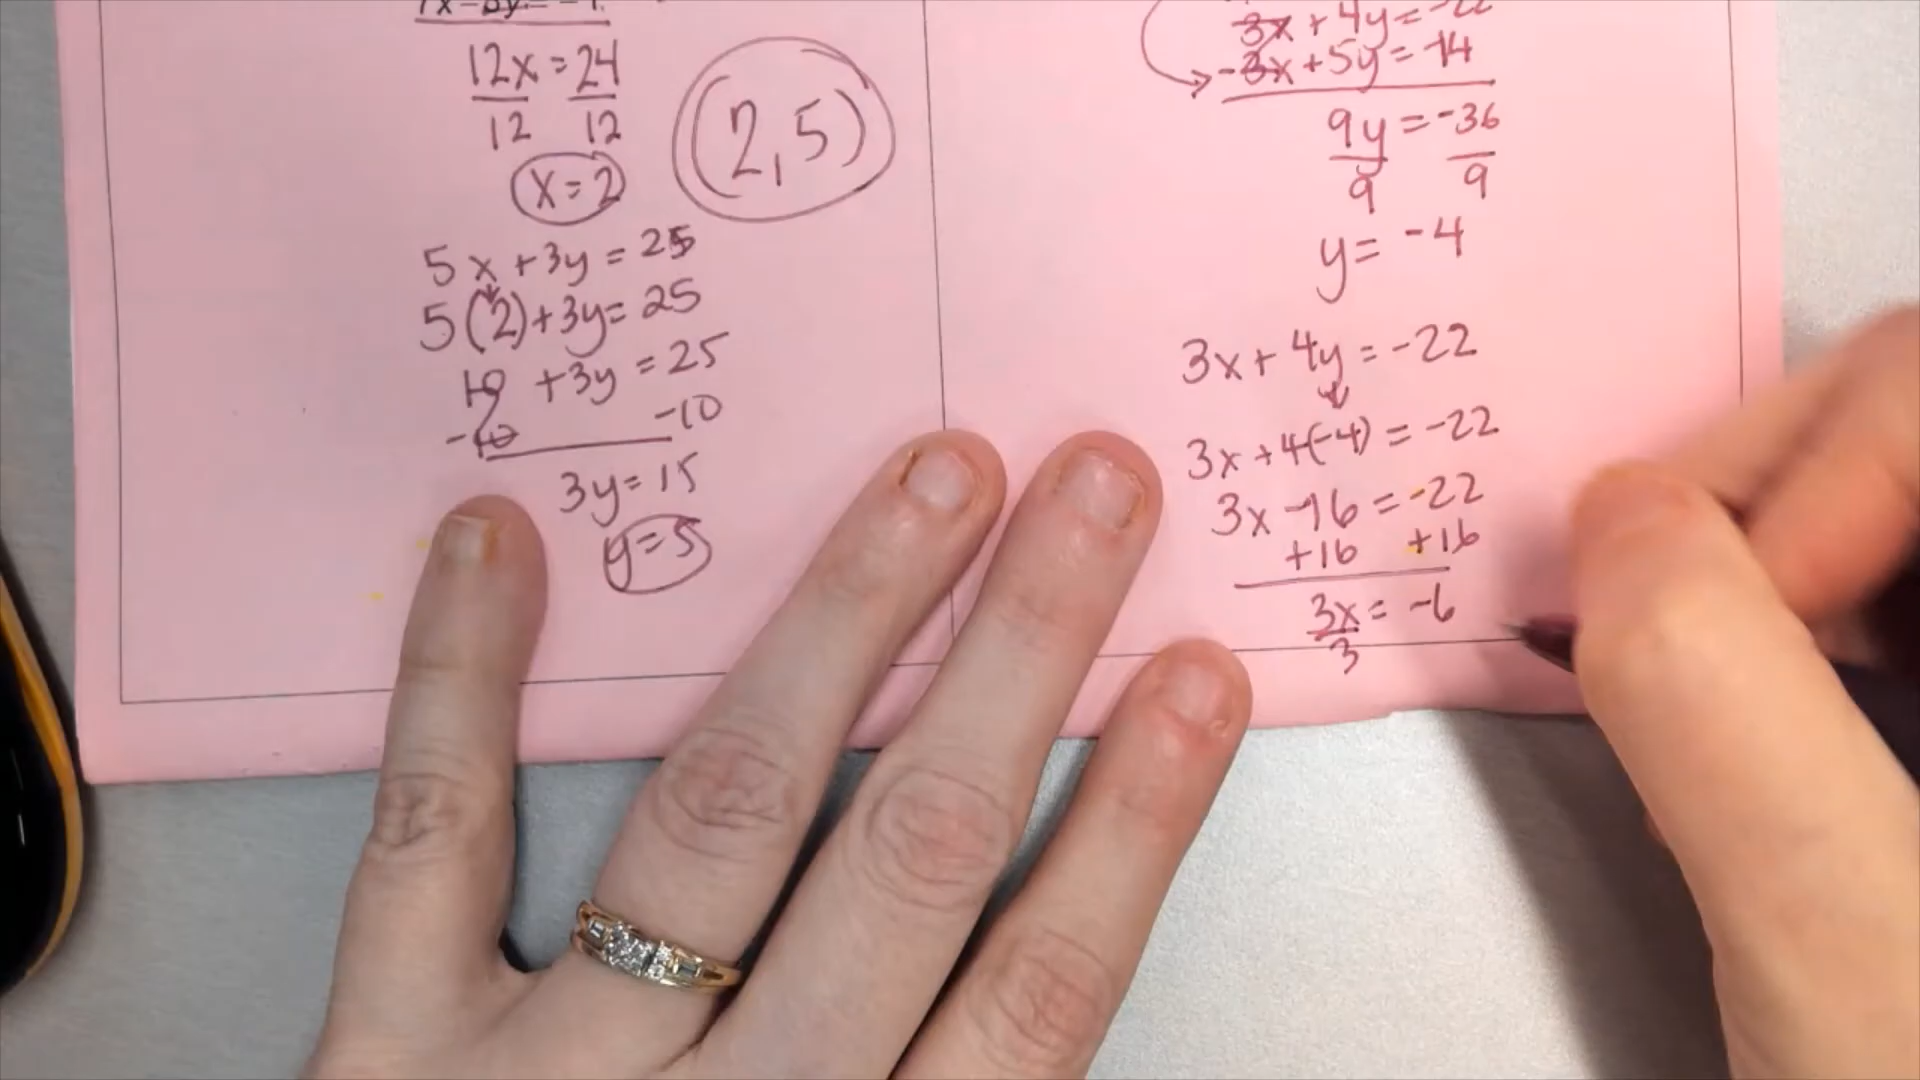 12x = 24
12 12
x = 2
(2, 5)
5x + 3y = 25
5(2) + 3y = 25
10 + 3y = 25
-10 -10
3y = 15
y = 5
3x + 4y = -22
-3x + 5y = -14
9y = -36
9 9
y = -4
3x + 4y = -22
3x + 4(-4) = -22
3x - 16 = -22
+16 +16
3x = -6
3